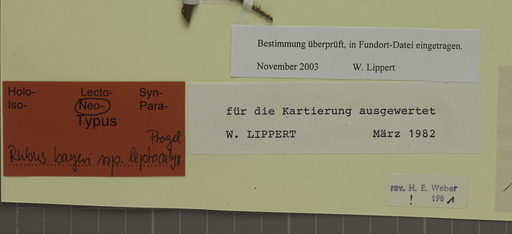 Bestimmung überprüft, in Fundort-Datei eingetragen.
November 2003 W. Lippert
Holo- Lecto- Syn-
Iso- Neo- Para-
Typus
Progel
Rubus bayeri ssp. leptocalyx
für die Kartierung ausgewertet
W. LIPPERT März 1982
rev. H. E. Weber
! 1981